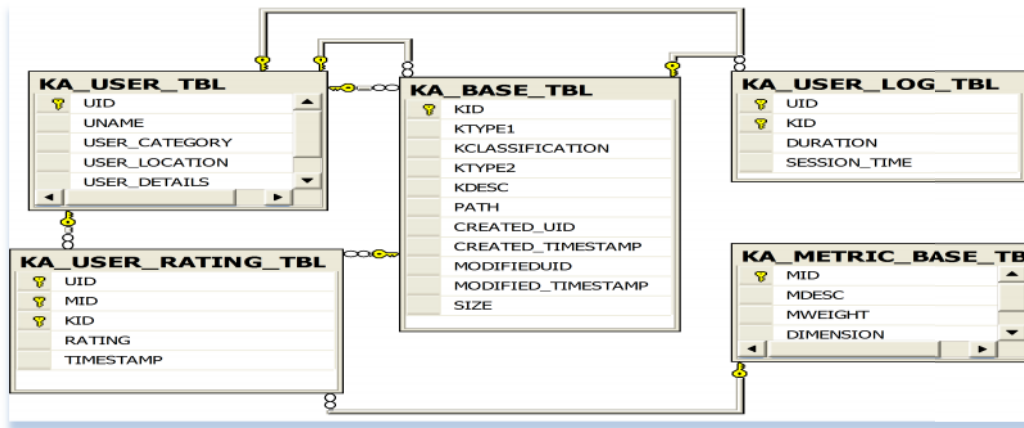 KA_USER_TBL
UID
UNAME
USER_CATEGORY
USER_LOCATION
USER_DETAILS
KA_BASE_TBL
KID
KTYPE1
KCLASSIFICATION
KTYPE2
KDESC
PATH
CREATED_UID
CREATED_TIMESTAMP
MODIFIEDUID
MODIFIED_TIMESTAMP
SIZE
KA_USER_LOG_TBL
UID
KID
DURATION
SESSION_TIME
KA_USER_RATING_TBL
UID
MID
KID
RATING
TIMESTAMP
KA_METRIC_BASE_TB
MID
MDESC
MWEIGHT
DIMENSION